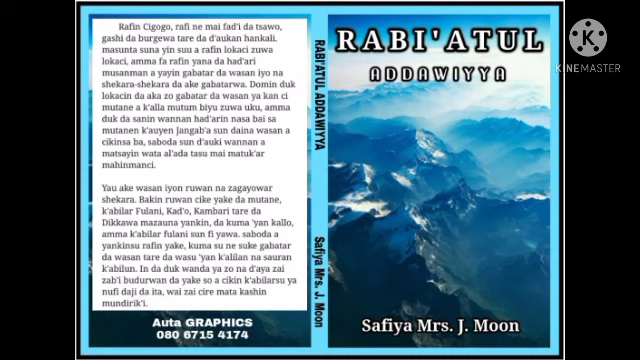 Rafin Cigogo, rafi ne mai fad'i da tsawo,
gashi da burgewa tare da d'aukan hankali.
masunta suna yin suu a rafin lokaci zuwa
lokaci, amma fa rafin yana da had'ari
musanman a yayin gabatar da wasan iyo na
shekara-shekara da ake gabatarwa. Domin duk
lokacin da aka zo gabatar da wasan ya kan ci
mutane a k'alla mutum biyu zuwa uku, amma
duk da sanin wannan had'arin nasa bai sa
mutanen k'auyen Jangab'a sun daina wasan a
cikinsa ba, saboda sun d'auki wannan a
matsayin wata al'ada tasu mai matuk'ar
mahinmanci.
Yau ake wasan iyon ruwan na zagayowar
shekara. Bakin ruwan cike yake da mutane,
k'abilar Fulani, Kad'o, Kambari tare da
Dikkawa mazauna yankin, da kuma 'yan kallo,
amma k'abilar fulani sun fi yawa. saboda a
yankinsu rafin yake, kuma su ne suke gabatar
da wasan tare da wasu 'yan k'alilan na sauran
k'abilun. In da duk wanda ya zo na d'aya zai
zab'i budurwan da yake so a cikin k'abilarsu ya
nufi daji da ita, wai zai cire mata kashin
mundirik'i.
Auta GRAPHICS
080 6715 4174
RABI'ATUL ADDAWIYYA
Safiya Mrs. J. Moon
RABI'ATUL
ADDAWIYYA
Safiya Mrs. J. Moon
KINEMASTER